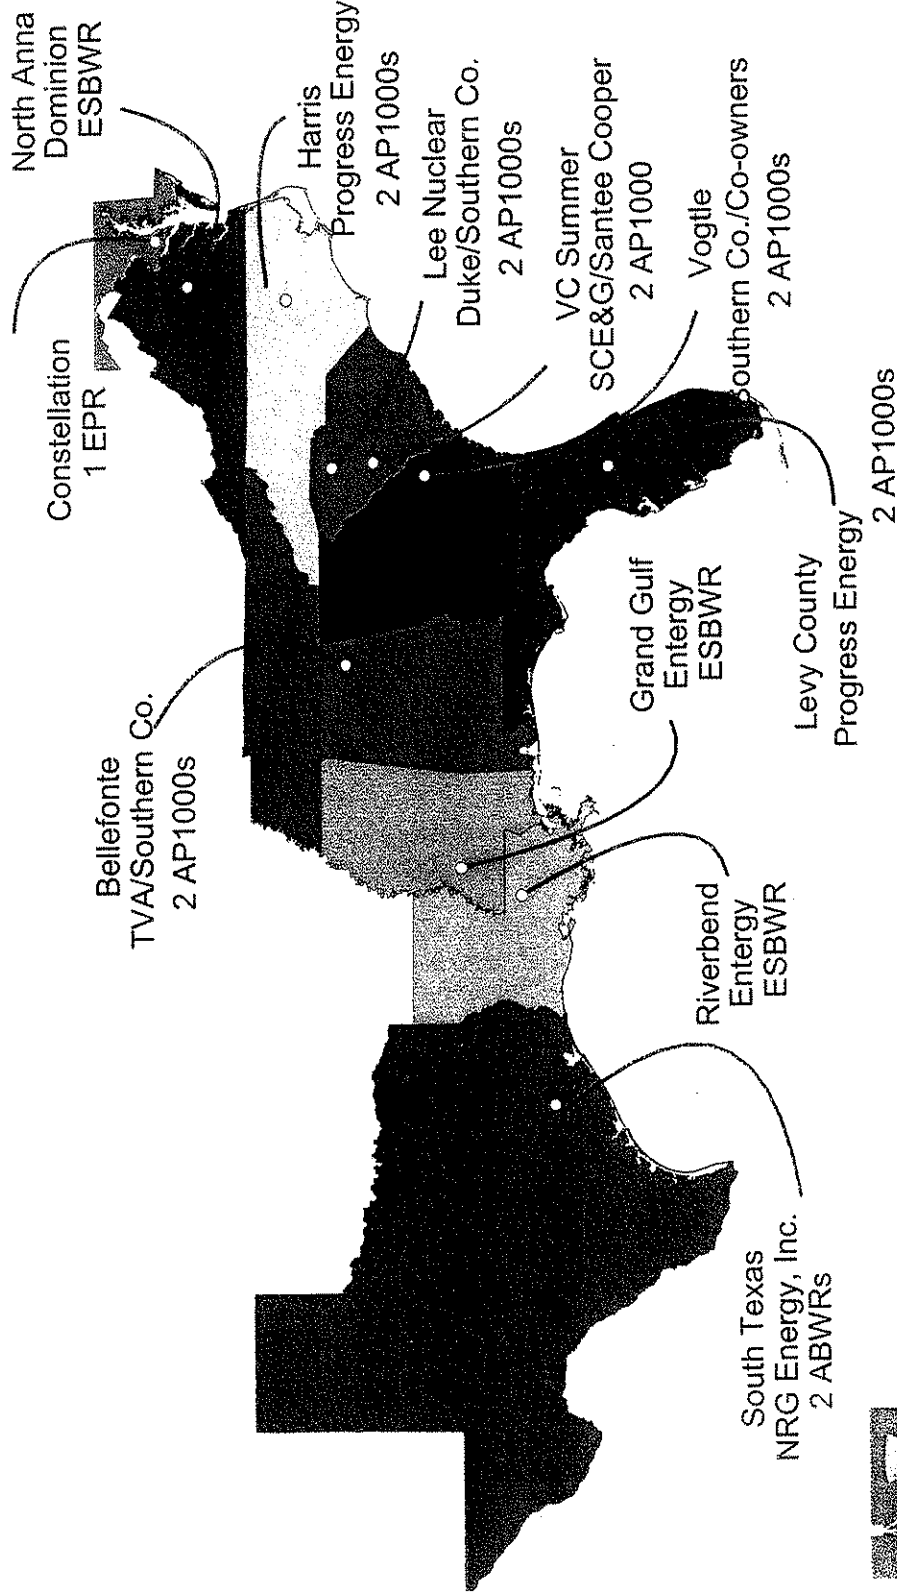 Constellation
1 EPR
North Anna
Dominion
ESBWR
Harris
Progress Energy
2 AP1000s
Lee Nuclear
Duke/Southern Co.
2 AP1000s
VC Summer
SCE&G/Santee Cooper
2 AP1000
Vogtle
Southern Co./Co-owners
2 AP1000s
Bellefonte
TVA/Southern Co.
2 AP1000s
Grand Gulf
Entergy
ESBWR
Levy County
Progress Energy
2 AP1000s
Riverbend
Entergy
ESBWR
South Texas
NRG Energy, Inc.
2 ABWRs